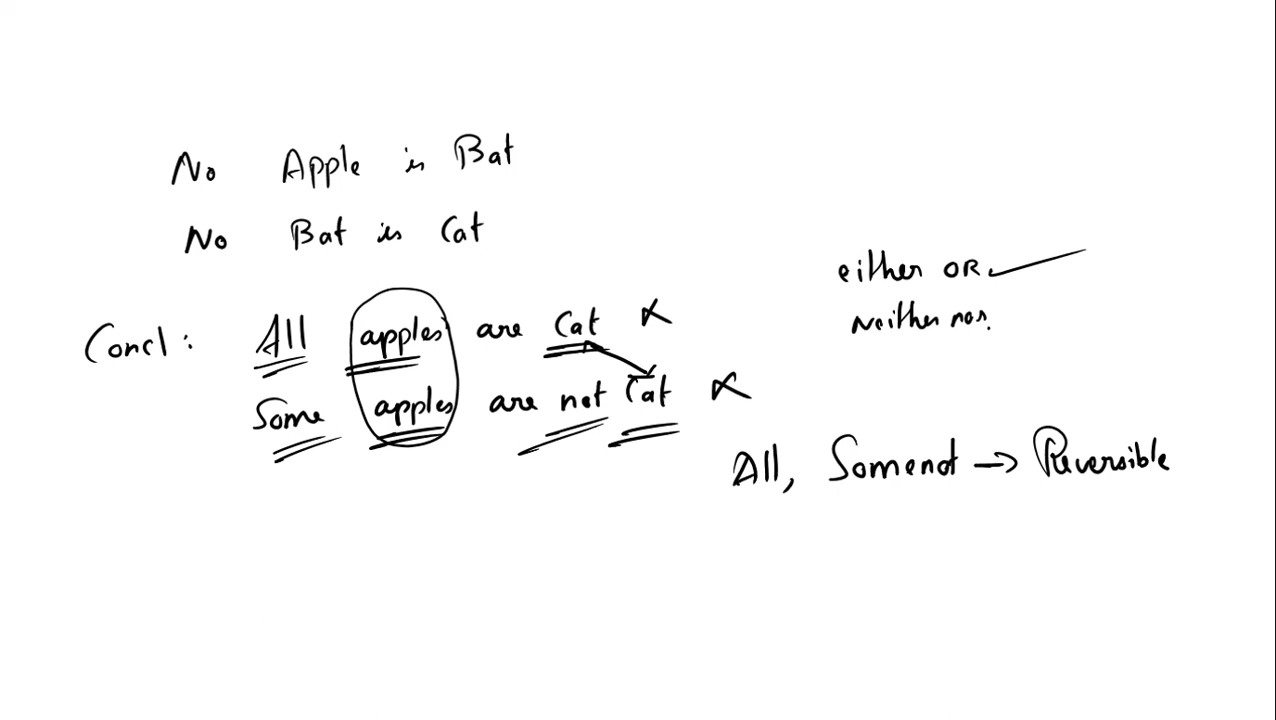 No Apple is Bat
No Bat is Cat
either OR
Neither nor.
Concl: All apples are Cat
Some apples are not Cat
All, Somenot → Reversible